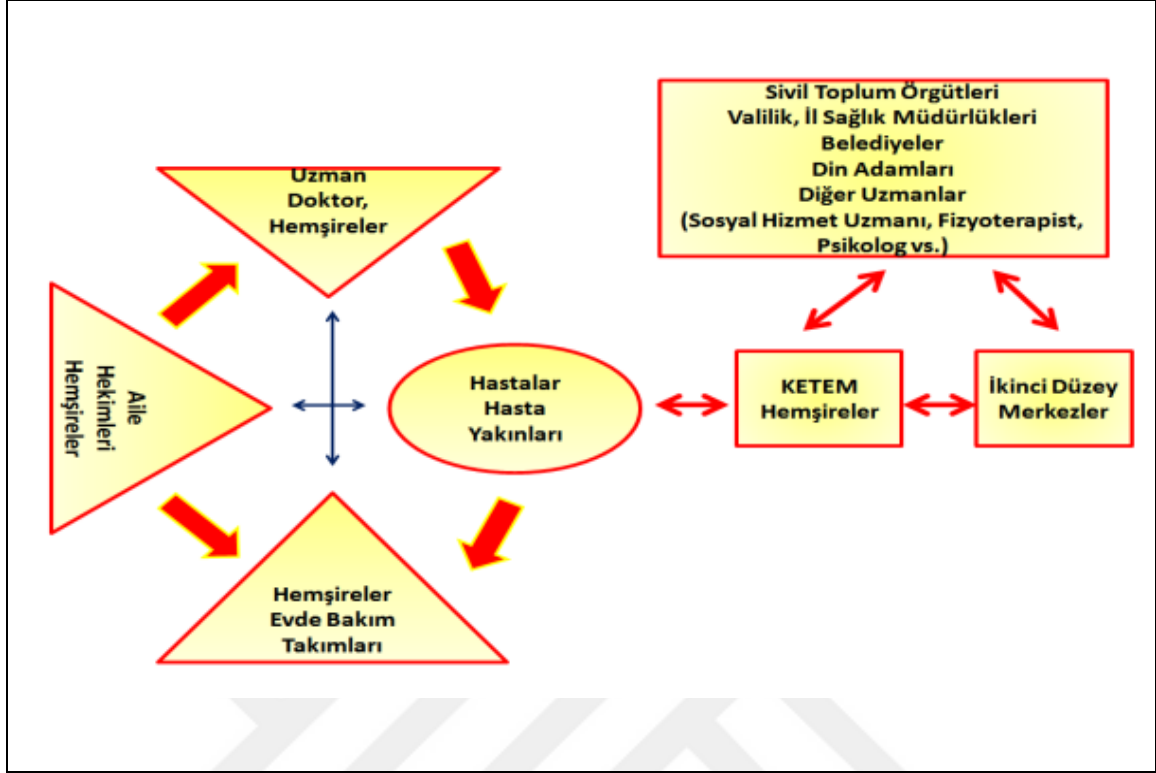 Sivil Toplum Örgütleri
Valilik, İl Sağlık Müdürlükleri
Belediyeler
Din Adamları
Diğer Uzmanlar
(Sosyal Hizmet Uzmanı, Fizyoterapist,
Psikolog vs.)
Uzman
Doktor,
Hemşireler
Aile
Hekimleri
Hemşireler
Hastalar
Hasta
Yakınları
KETEM
Hemşireler
İkinci Düzey
Merkezler
Hemşireler
Evde Bakım
Takımları